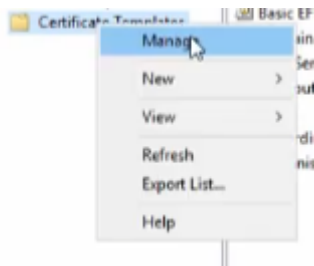 Certificate Templates
Basic EF
Manage
New
View
Refresh
Export List...
Help